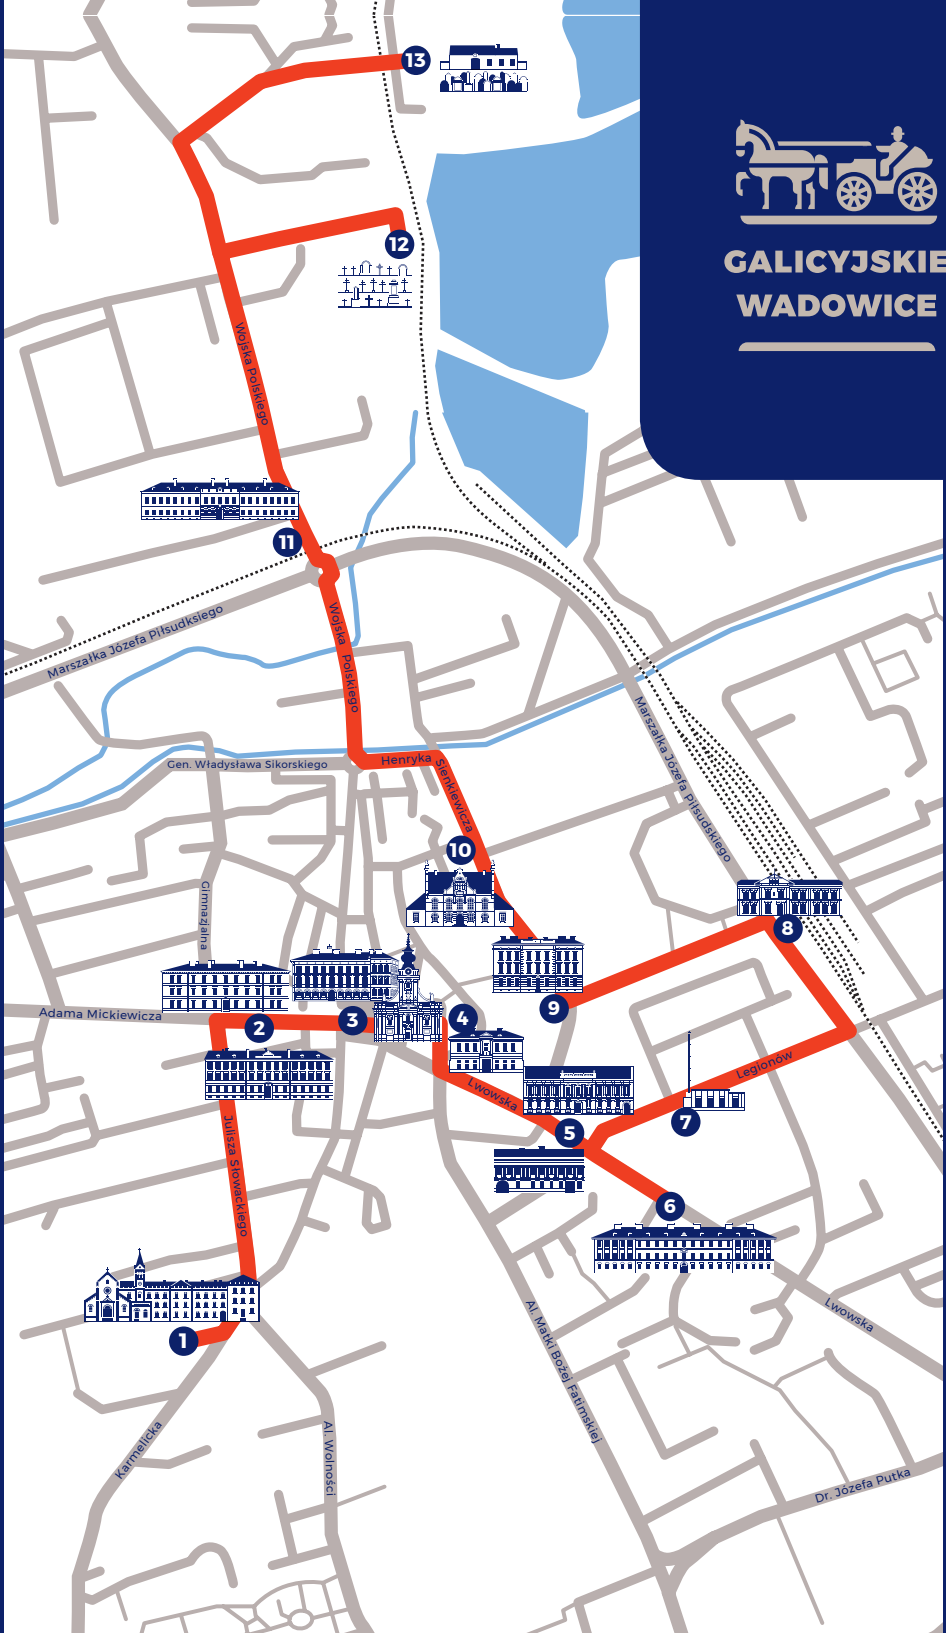 13
GALICYJSKIE
WADOWICE
12
Wojska Polskiego
11
Marszałka Józefa Piłsudksiego
Wojska Polskiego
Marszałka Józefa Piłsudskiego
Gen. Władysława Sikorskiego
Henryka Sienkiewicza
10
Gimnazjalna
8
9
Adama Mickiewicza
2
3
4
Legionów
Lwowska
7
5
Julisza Słowackiego
6
Lwowska
1
Al. Matki Bożej Fatimskiej
Karmelicka
Al. Wolności
Dr. Józefa Putka